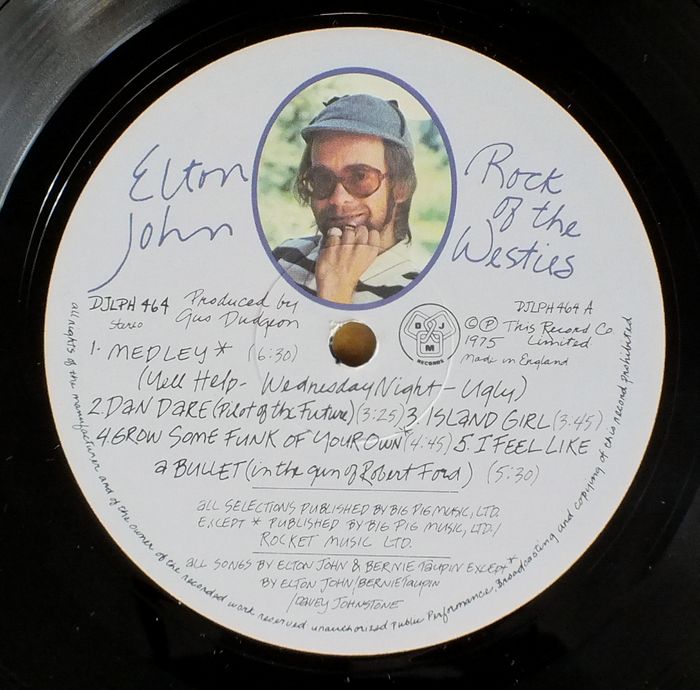 Elton
John
Rock
of the
Westies
DJLPH 464
Stereo
Produced by
Gus Dudgeon
DJM
RECORDS
DJLPH 464 A
© ℗ This Record Co
1975 Limited
Made in England
1. MEDLEY* (6:30)
(Yell Help - Wednesday Night - Ugly)
2. DAN DARE (Pilot of the Future) (3:25) 3. ISLAND GIRL (3.45)
4. GROW SOME FUNK OF YOUR OWN* (4:45) 5. I FEEL LIKE
a BULLET (in the gun of Robert Ford) (5:30)
all SELECTIONS PUBLISHED BY BIG PIG MUSIC, LTD.
EXCEPT * PUBLISHED BY BIG PIG MUSIC, LTD./
ROCKET MUSIC LTD.
all SONGS BY ELTON JOHN & BERNIE TAUPIN EXCEPT*
BY ELTON JOHN/BERNIE TAUPIN
/DAVEY JOHNSTONE
all rights of the manufacturer and of the owner of the recorded work reserved unauthorized public Performance, Broadcasting and copying of this record prohibited